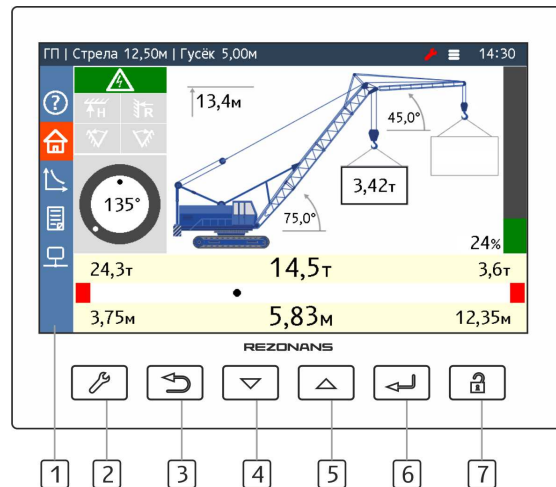 ГП | Стрела 12,50м | Гусёк 5,00м 14:30
?
H R
13,4м
45,0°
135°
3,42т
75,0°
24%
24,3т 14,5т 3,6т
3,75м 5,83м 12,35м
REZONANS
1 2 3 4 5 6 7